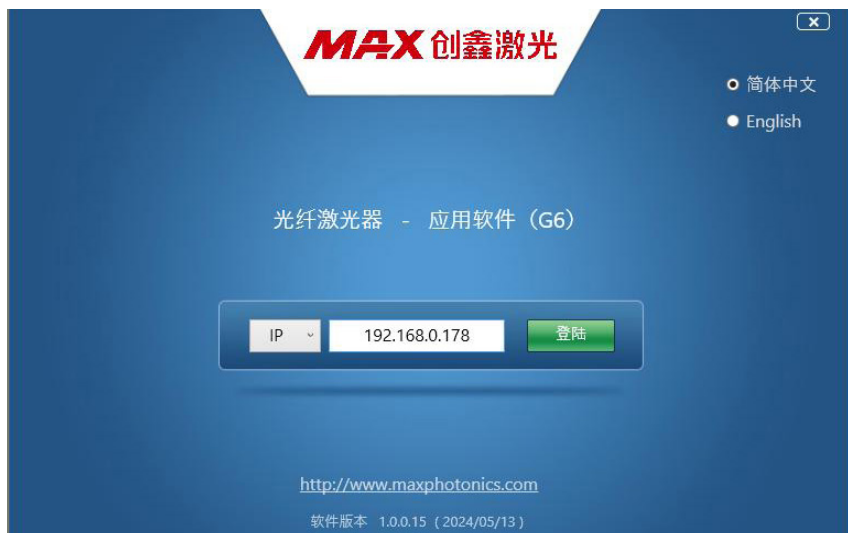 MAX 创鑫激光
简体中文
English
光纤激光器 - 应用软件（G6）
IP 192.168.0.178 登陆
http://www.maxphotonics.com
软件版本 1.0.0.15 ( 2024/05/13 )